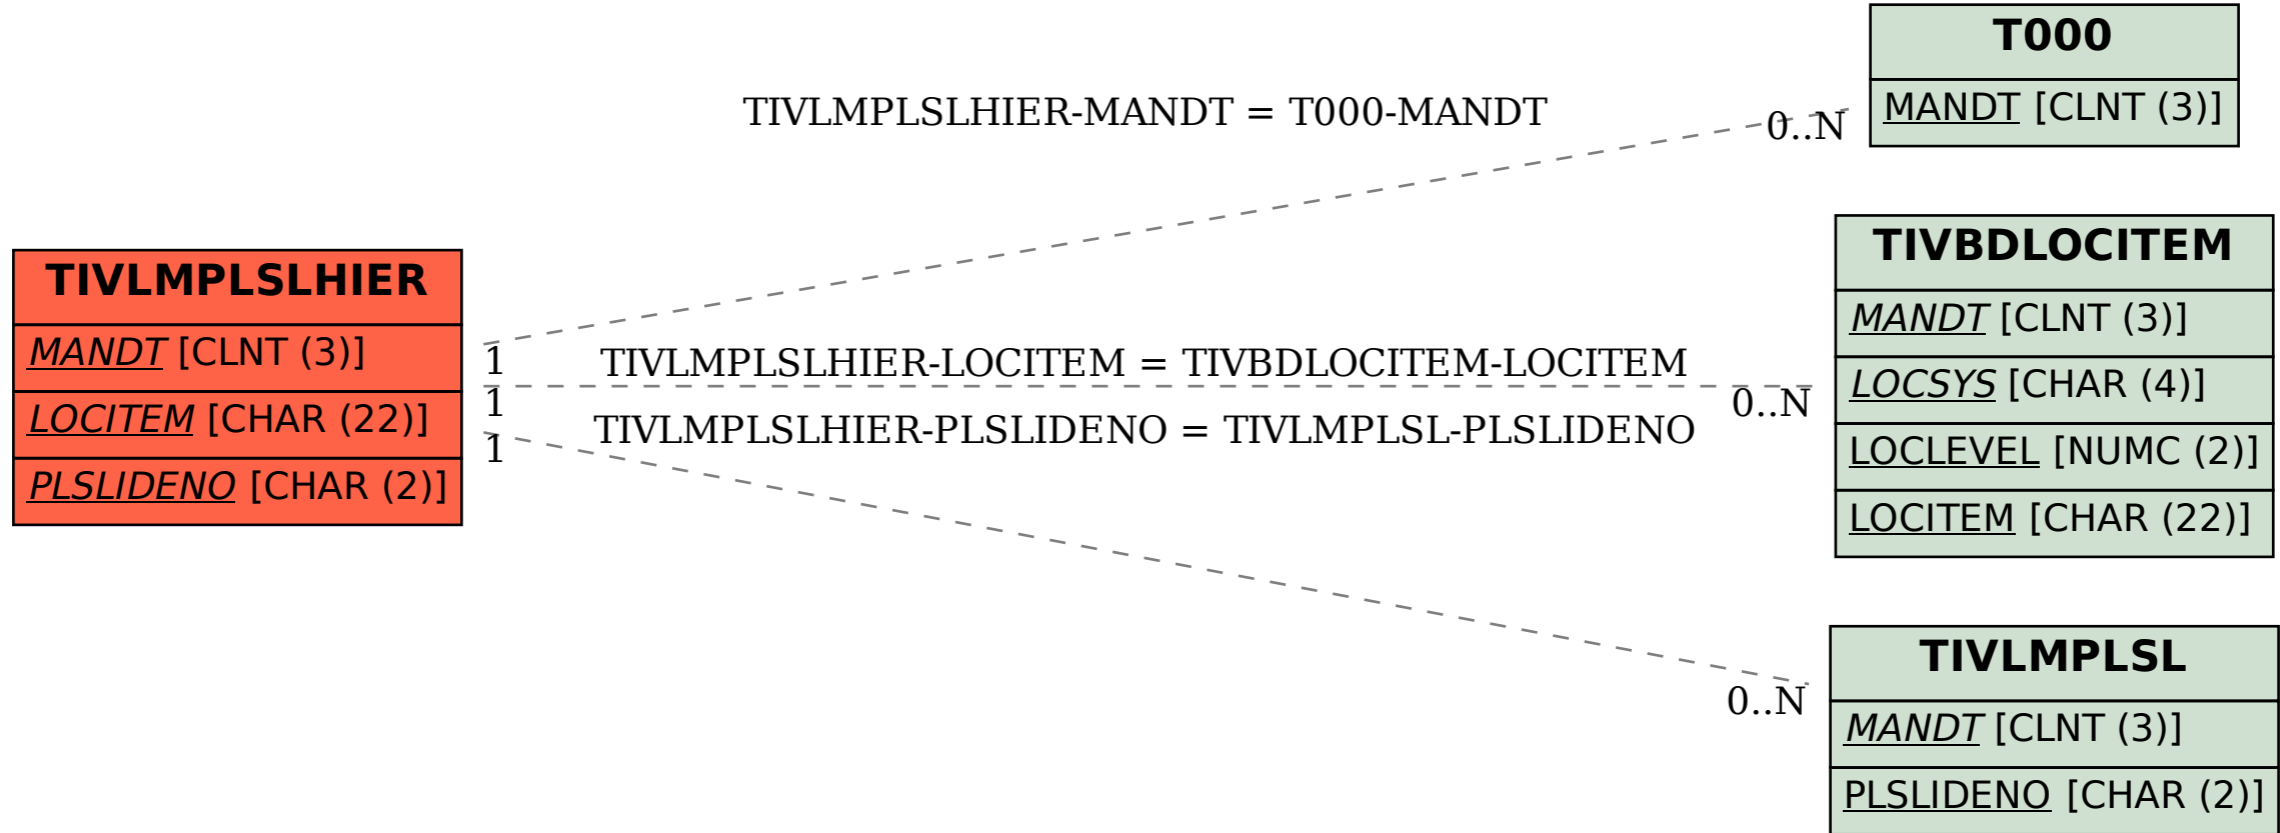 T000
MANDT [CLNT (3)]
TIVLMPLSLHIER-MANDT = T000-MANDT
0..N
TIVBDLOCITEM
MANDT [CLNT (3)]
LOCSYS [CHAR (4)]
LOCLEVEL [NUMC (2)]
LOCITEM [CHAR (22)]
TIVLMPLSLHIER
MANDT [CLNT (3)]
LOCITEM [CHAR (22)]
PLSLIDENO [CHAR (2)]
1
TIVLMPLSLHIER-LOCITEM = TIVBDLOCITEM-LOCITEM
1
0..N
TIVLMPLSLHIER-PLSLIDENO = TIVLMPLSL-PLSLIDENO
1
0..N
TIVLMPLSL
MANDT [CLNT (3)]
PLSLIDENO [CHAR (2)]